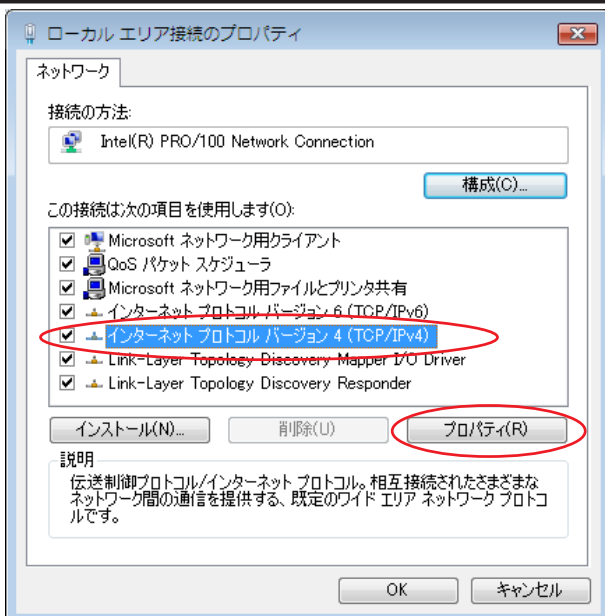 ローカル エリア接続のプロパティ
ネットワーク
接続の方法:
Intel(R) PRO/100 Network Connection
構成(C)...
この接続は次の項目を使用します(O):
Microsoft ネットワーク用クライアント
QoS パケット スケジューラ
Microsoft ネットワーク用ファイルとプリンタ共有
インターネット プロトコル バージョン 6 (TCP/IPv6)
インターネット プロトコル バージョン 4 (TCP/IPv4)
Link-Layer Topology Discovery Mapper I/O Driver
Link-Layer Topology Discovery Responder
インストール(N)...
削除(U)
プロパティ(R)
説明
伝送制御プロトコル/インターネット プロトコル。相互接続されたさまざまな
ネットワーク間の通信を提供する、既定のワイド エリア ネットワーク プロトコ
ルです。
OK
キャンセル